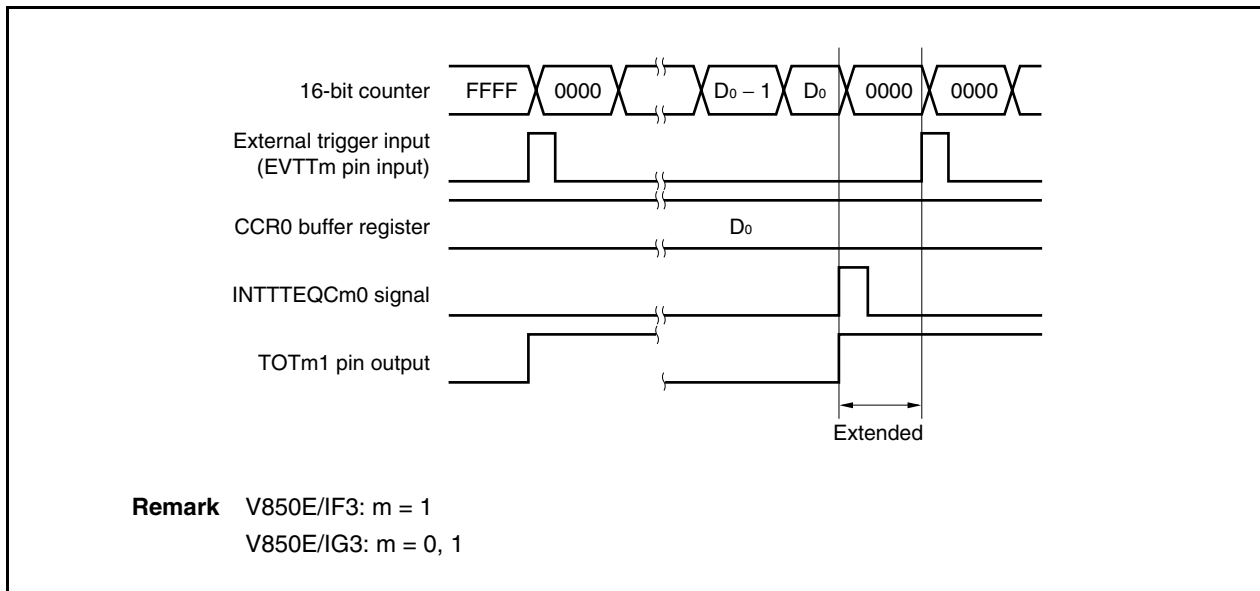 16-bit counter FFFF 0000 D₀ − 1 D₀ 0000 0000
External trigger input
(EVTTm pin input)
CCR0 buffer register D₀
INTTTEQCm0 signal
TOTm1 pin output
Extended
Remark V850E/IF3: m = 1
V850E/IG3: m = 0, 1